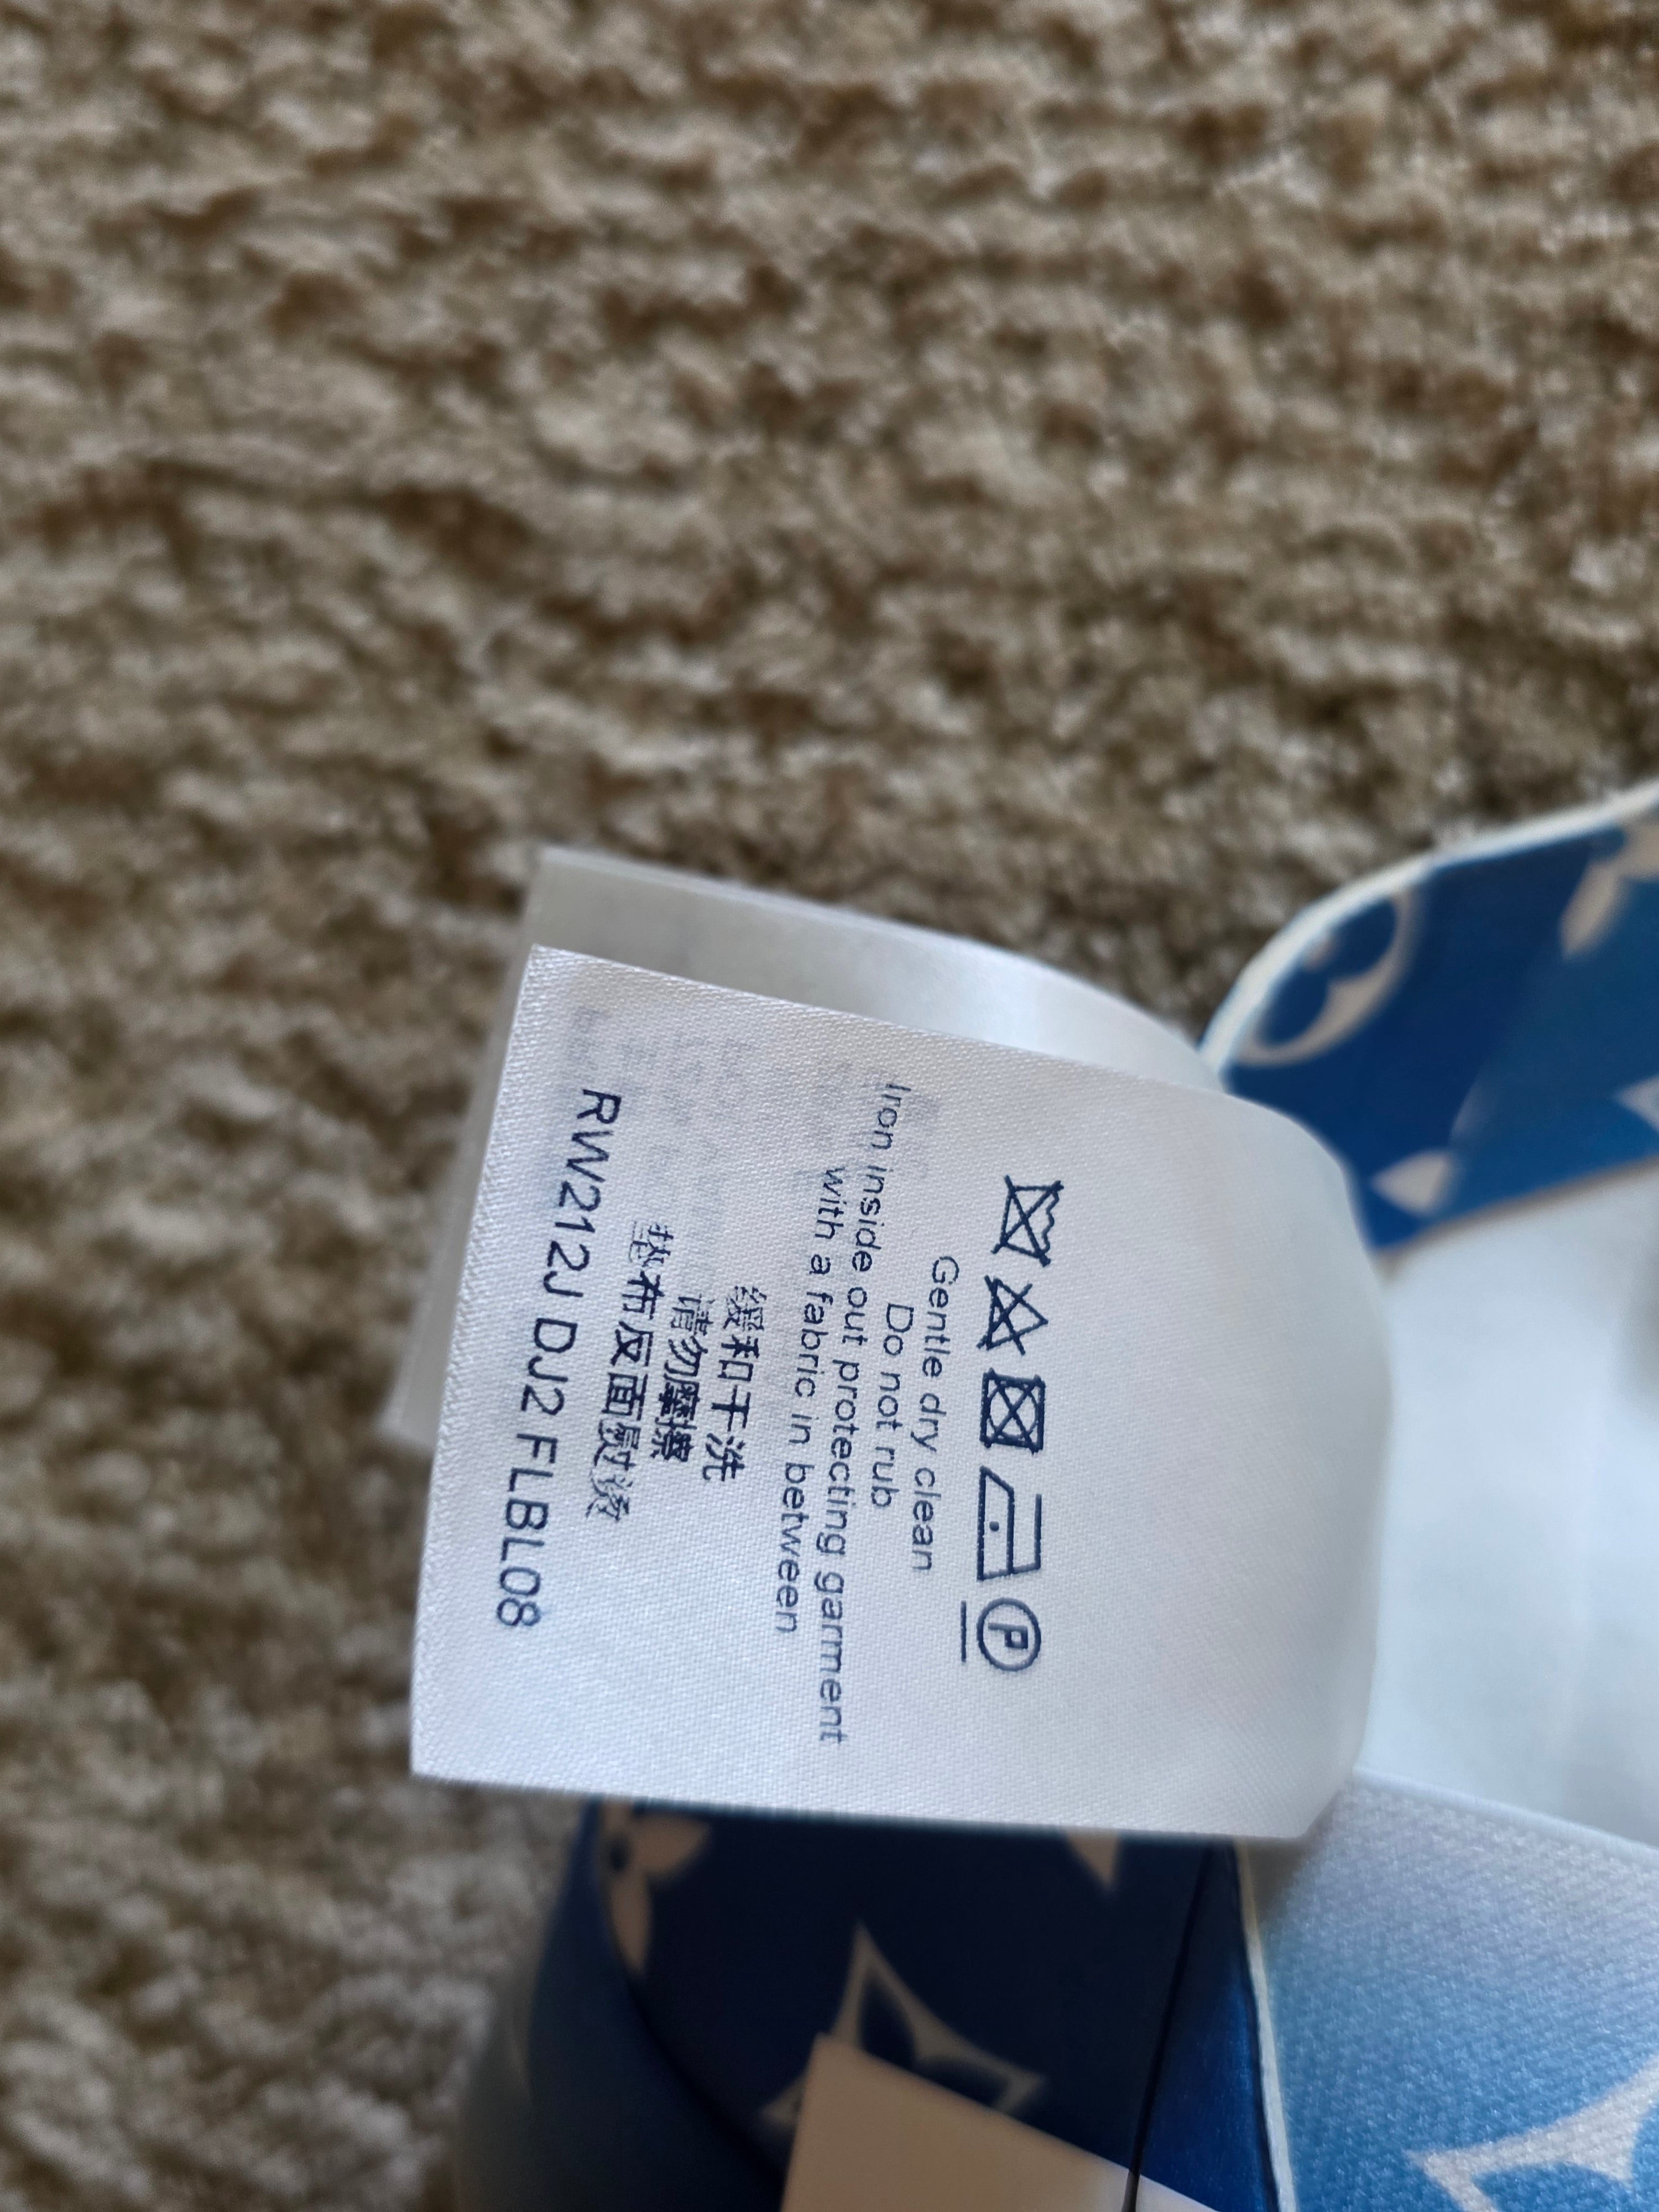 P
Gentle dry clean
Do not rub
Iron inside out protecting garment
with a fabric in between
缓和干洗
请勿摩擦
垫布反面熨烫
RW212J DJ2 FLBL08